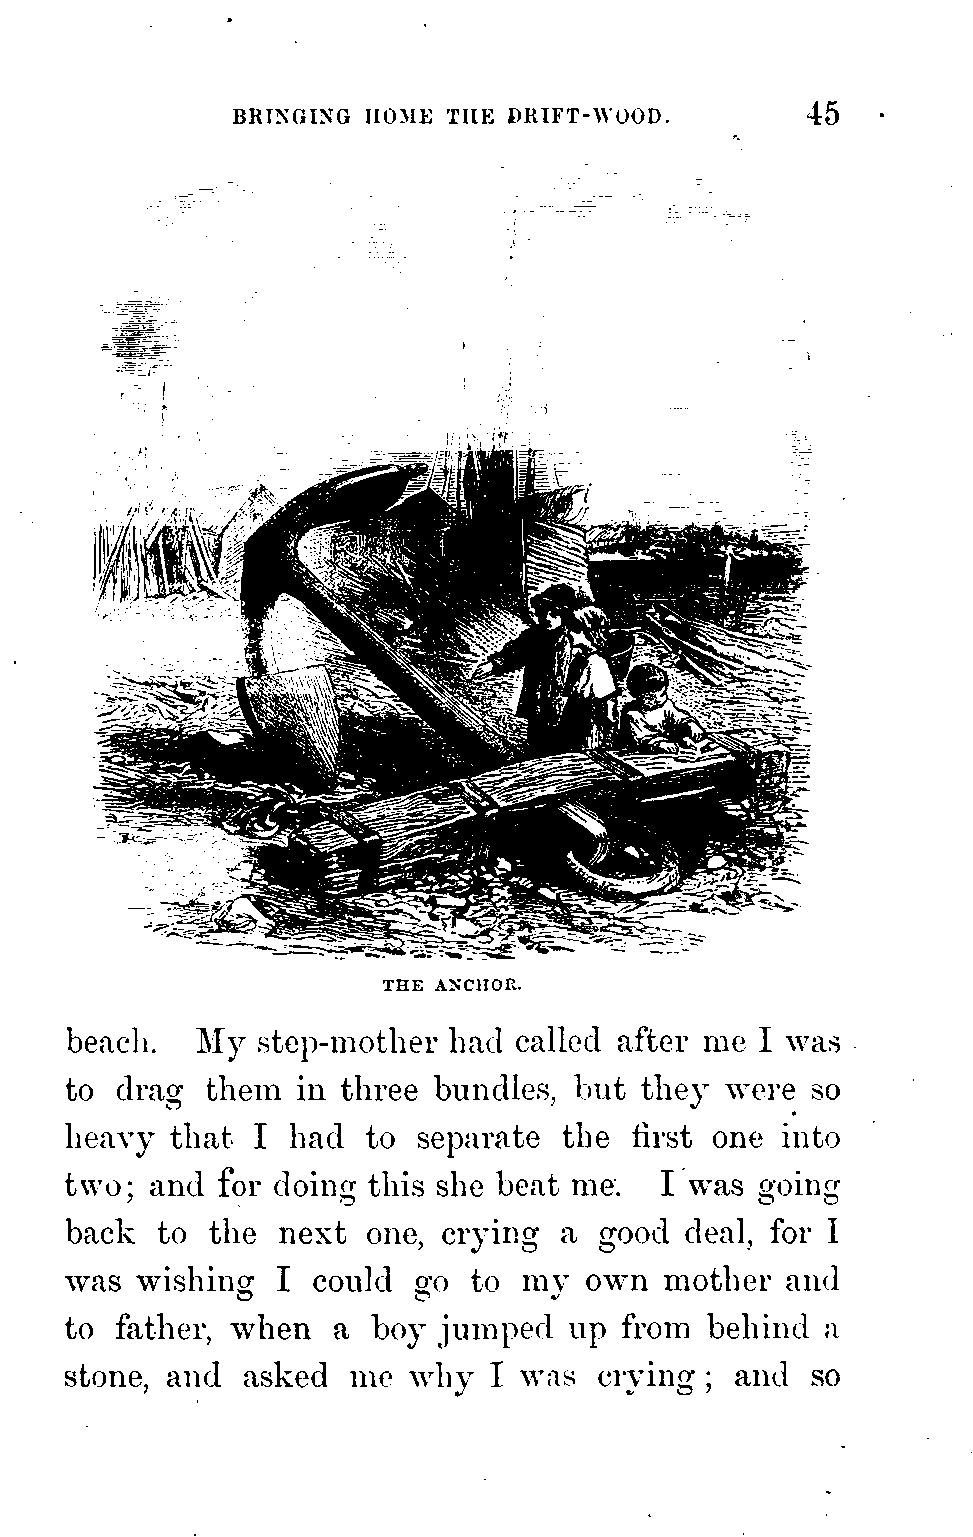 BRINGING HOME THE DRIFT-WOOD. 45
THE ANCHOR.
beach. My step-mother had called after me I was
to drag them in three bundles, but they were so
heavy that I had to separate the first one into
two; and for doing this she beat me. I was going
back to the next one, crying a good deal, for I
was wishing I could go to my own mother and
to father, when a boy jumped up from behind a
stone, and asked me why I was crying; and so